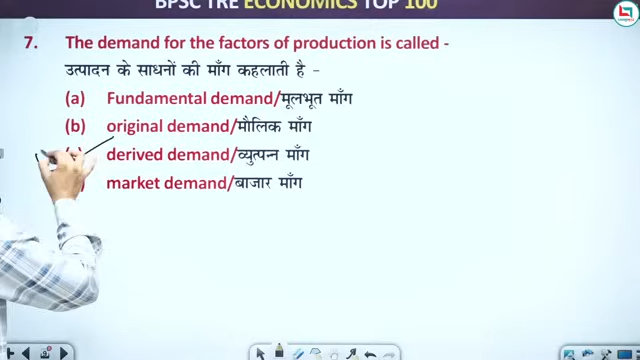 BPSC TRE ECONOMICS TOP 100
7. The demand for the factors of production is called -
उत्पादन के साधनों की माँग कहलाती है -
(a) Fundamental demand/मूलभूत माँग
(b) original demand/मौलिक माँग
derived demand/व्युत्पन्न माँग
market demand/बाजार माँग